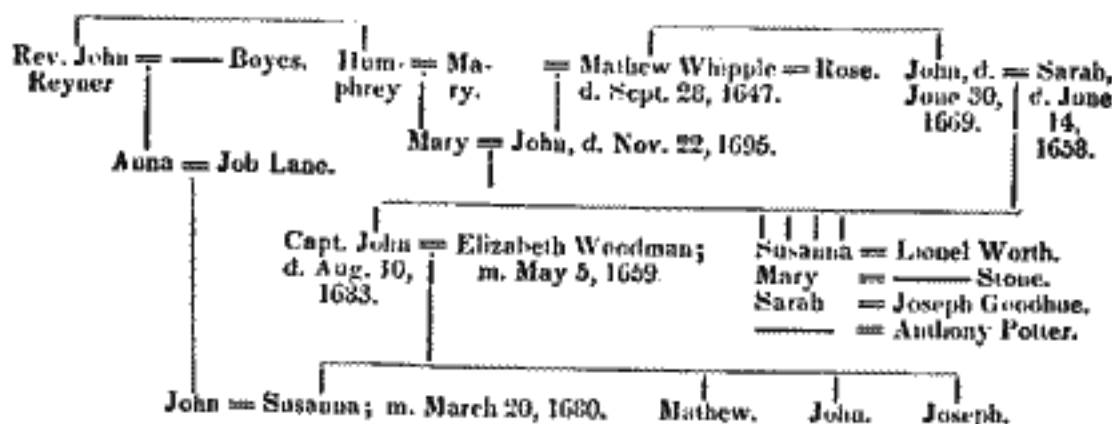 Rev. John = — Boyes. Hum- = Ma- = Mathew Whipple = Rose. John, d. = Sarah,
Keyner phrey ry. d. Sept. 28, 1647. June 30, d. June
1669. 14,
1658.
Mary = John, d. Nov. 22, 1695.
Anna = Job Lane.
Capt. John = Elizabeth Woodman; Susanna = Lionel Worth.
d. Aug. 10, m. May 5, 1659. Mary = —— Stone.
1683. Sarah = Joseph Goodhue.
—— = Anthony Potter.
John = Susanna; m. March 20, 1680. Mathew. John. Joseph.